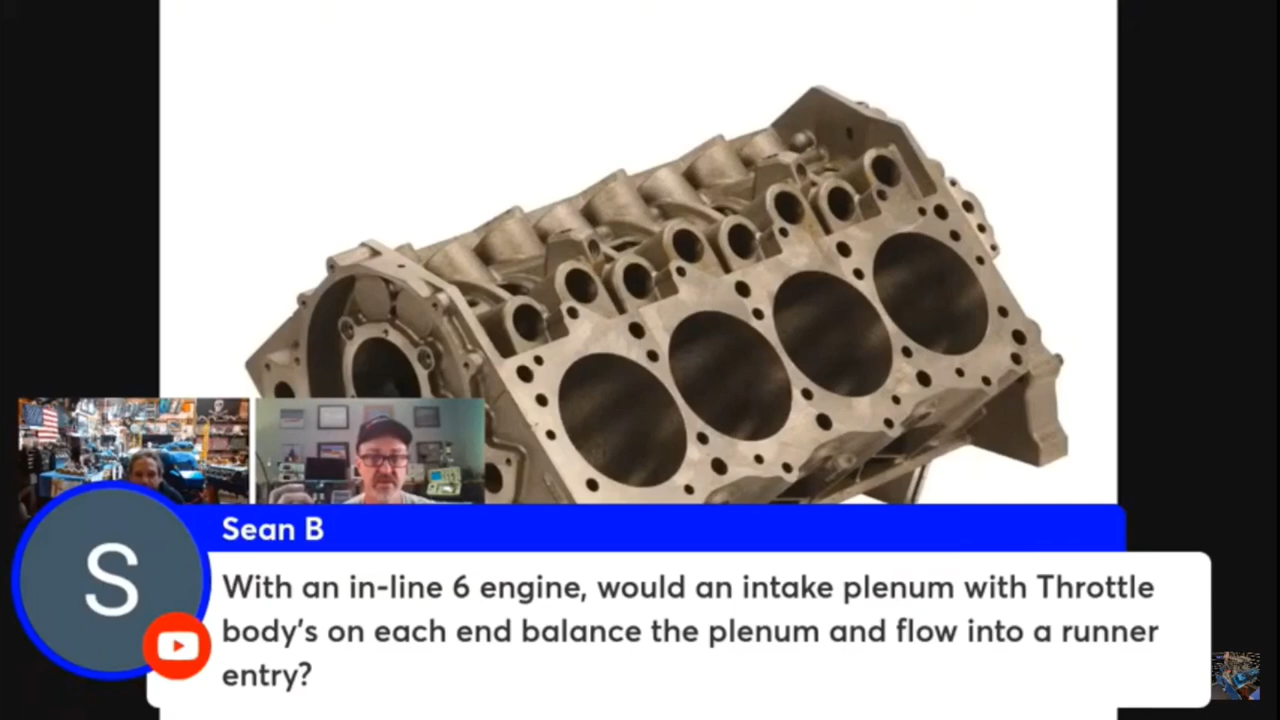 Sean B
With an in-line 6 engine, would an intake plenum with Throttle
body's on each end balance the plenum and flow into a runner
entry?
S